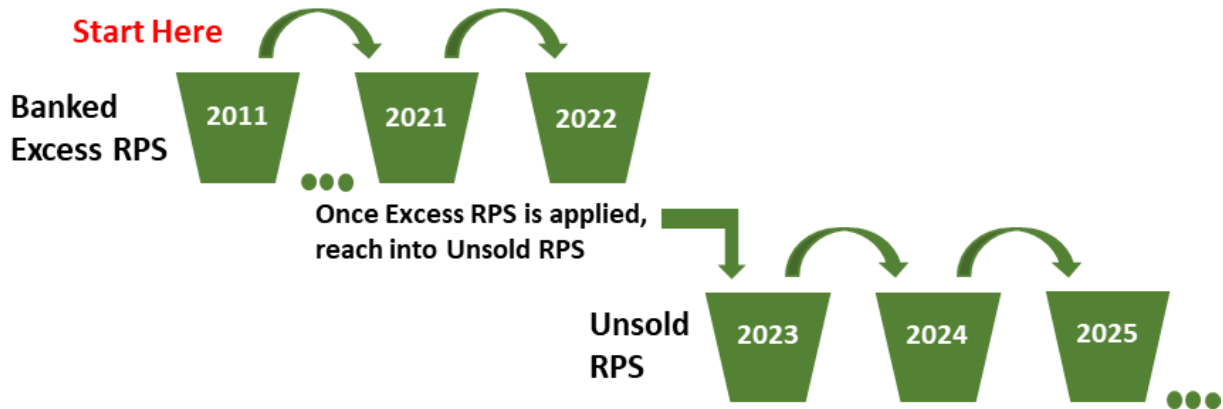 Start Here
Banked
Excess RPS
2011
2021
2022
Once Excess RPS is applied,
reach into Unsold RPS
Unsold
RPS
2023
2024
2025